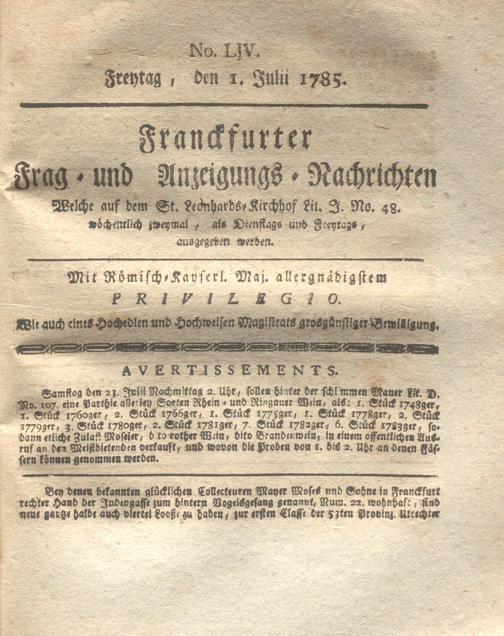 No. LIV.
Freytag, den 1. Julii 1785.
Franckfurter
Frag- und Anzeigungs-Nachrichten
Welche auf dem St. Leonhards-Kirchhof Lit. J. No. 48.
wöchentlich zweymal, als Dienstags und Freytags,
ausgegeben werden.
Mit Römisch-Kayserl. Maj. allergnädigstem
PRIVILEGIO.
Wie auch eines Hochedlen und Hochweisen Magistrats grosgünstiger Bewilligung.
AVERTISSEMENTS.
Samstag den 23. Julii Nachmittag 2. Uhr, sollen hinter der schlimmen Mauer Lit. D.
No. 107. eine Parthie allerley Sorten Rhein- und Ringauer Wein, als: 1. Stück 1748ger,
1. Stück 1760ger, 2. Stück 1766ger, 1. Stück 1775ger, 1. Stück 1778ger, 2. Stück
1779ger, 3. Stück 1780ger, 2. Stück 1781ger, 7. Stück 1782ger, 6. Stück 1783ger, so-
dann etliche Zulast Mosler, dito rother Wein, dito Brandenwein, in einem offentlichen Aus-
ruf an den Meistbietenden verkauft, und wovon die Proben von 1. bis 2. Uhr an denen Fäs-
sern können genommen werden.
Bey denen bekannten glücklichen Collecteuren Mayer Moses und Sohne in Franckfurt
rechter Hand der Judengasse zum hintern Vogelsgesang genannt, Num. 22. wohnhaft, sind
neue gantze halbe auch viertel Looße zu haden, zur ersten Classe der 53ten Provinz. Utrechter